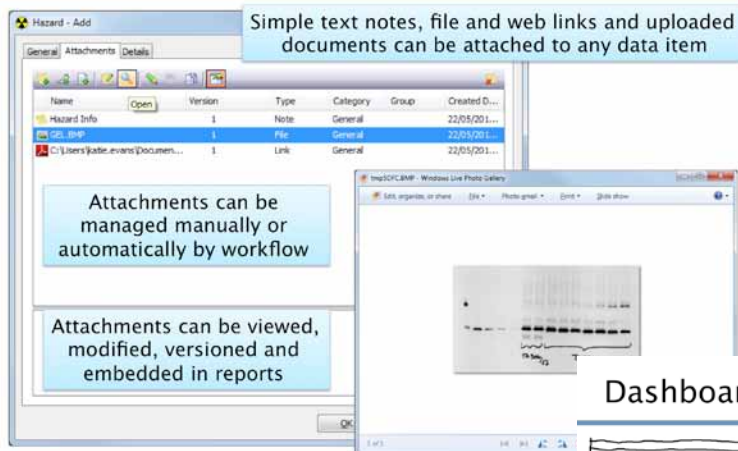 Hazard - Add
Simple text notes, file and web links and uploaded
documents can be attached to any data item
General Attachments Details
Name Version Type Category Group Created D...
Open
Hazard Info 1 Note General 22/05/201...
GEL.BMP 1 File General 22/05/201...
C:\Users\katie.evans\Documen... 1 Link General 22/05/201...
Attachments can be
managed manually or
automatically by workflow
Windows Live Photo Gallery
Edit, organize, or share File Photo gmail Print Slide show
Attachments can be viewed,
modified, versioned and
embedded in reports
OK
Dashboar